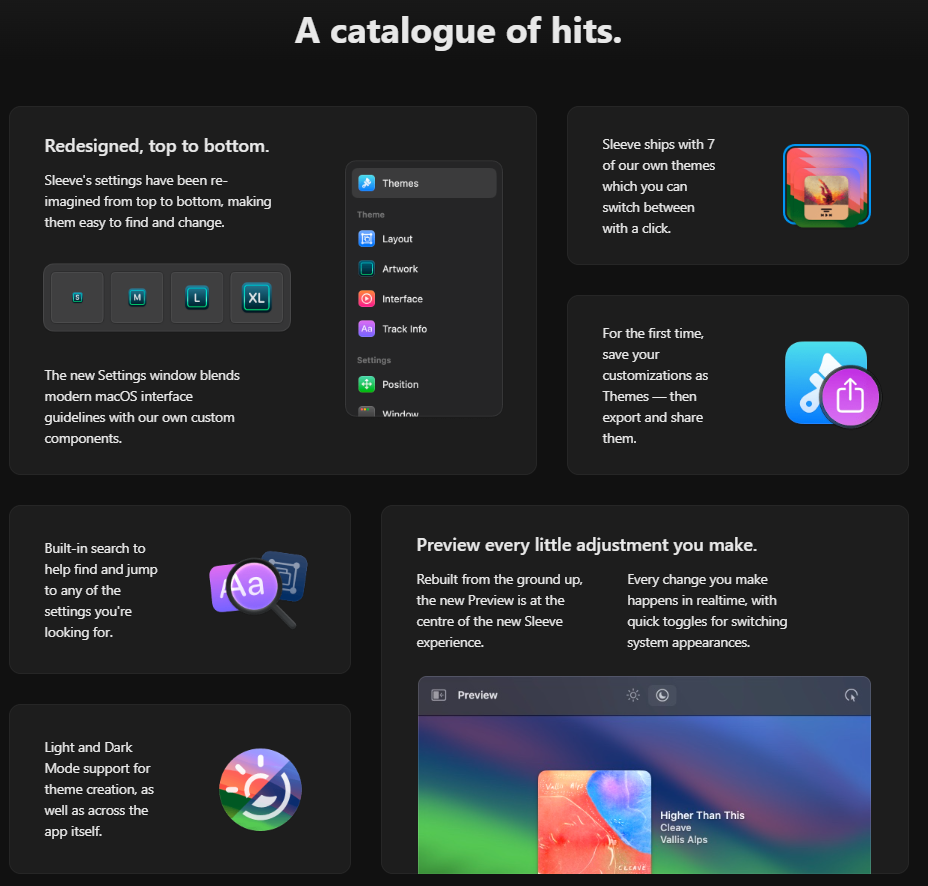 A catalogue of hits.
Redesigned, top to bottom.
Sleeve's settings have been re-
imagined from top to bottom, making
them easy to find and change.
S
M
L
XL
The new Settings window blends
modern macOS interface
guidelines with our own custom
components.
Themes
Theme
Layout
Artwork
Interface
Aa
Track Info
Settings
Position
Window
Sleeve ships with 7
of our own themes
which you can
switch between
with a click.
For the first time,
save your
customizations as
Themes — then
export and share
them.
Built-in search to
help find and jump
to any of the
settings you're
looking for.
Aa
Light and Dark
Mode support for
theme creation, as
well as across the
app itself.
Preview every little adjustment you make.
Rebuilt from the ground up,
the new Preview is at the
centre of the new Sleeve
experience.
Every change you make
happens in realtime, with
quick toggles for switching
system appearances.
Preview
Vallis Alps
CLEAVE
Higher Than This
Cleave
Vallis Alps